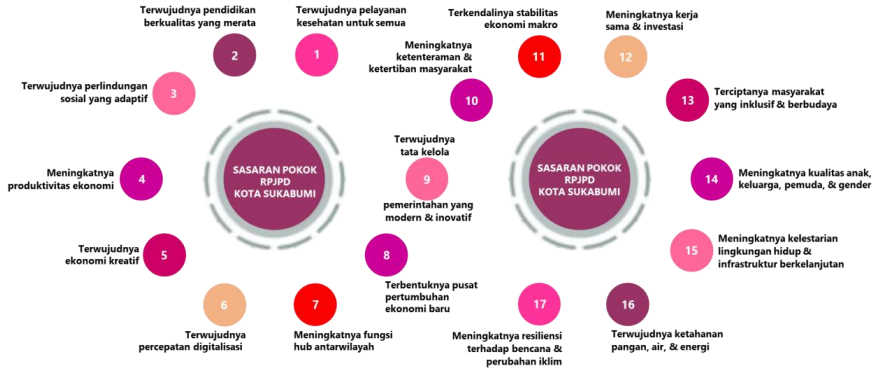 Terwujudnya pelayanan
kesehatan untuk semua
1
Terwujudnya pendidikan
berkualitas yang merata
2
Terwujudnya perlindungan
sosial yang adaptif
3
Meningkatnya
produktivitas ekonomi
4
Terwujudnya
ekonomi kreatif
5
6
Terwujudnya
percepatan digitalisasi
7
Meningkatnya fungsi
hub antarwilayah
8
Terbentuknya pusat
pertumbuhan
ekonomi baru
Terwujudnya
tata kelola
9
pemerintahan yang
modern & inovatif
SASARAN POKOK
RPJPD
KOTA SUKABUMI
Meningkatnya
ketenteraman &
ketertiban masyarakat
10
Terkendalinya stabilitas
ekonomi makro
11
Meningkatnya kerja
sama & investasi
12
13
Terciptanya masyarakat
yang inklusif & berbudaya
14
Meningkatnya kualitas anak,
keluarga, pemuda, & gender
15
Meningkatnya kelestarian
lingkungan hidup &
infrastruktur berkelanjutan
16
Terwujudnya ketahanan
pangan, air, & energi
17
Meningkatnya resiliensi
terhadap bencana &
perubahan iklim
SASARAN POKOK
RPJPD
KOTA SUKABUMI